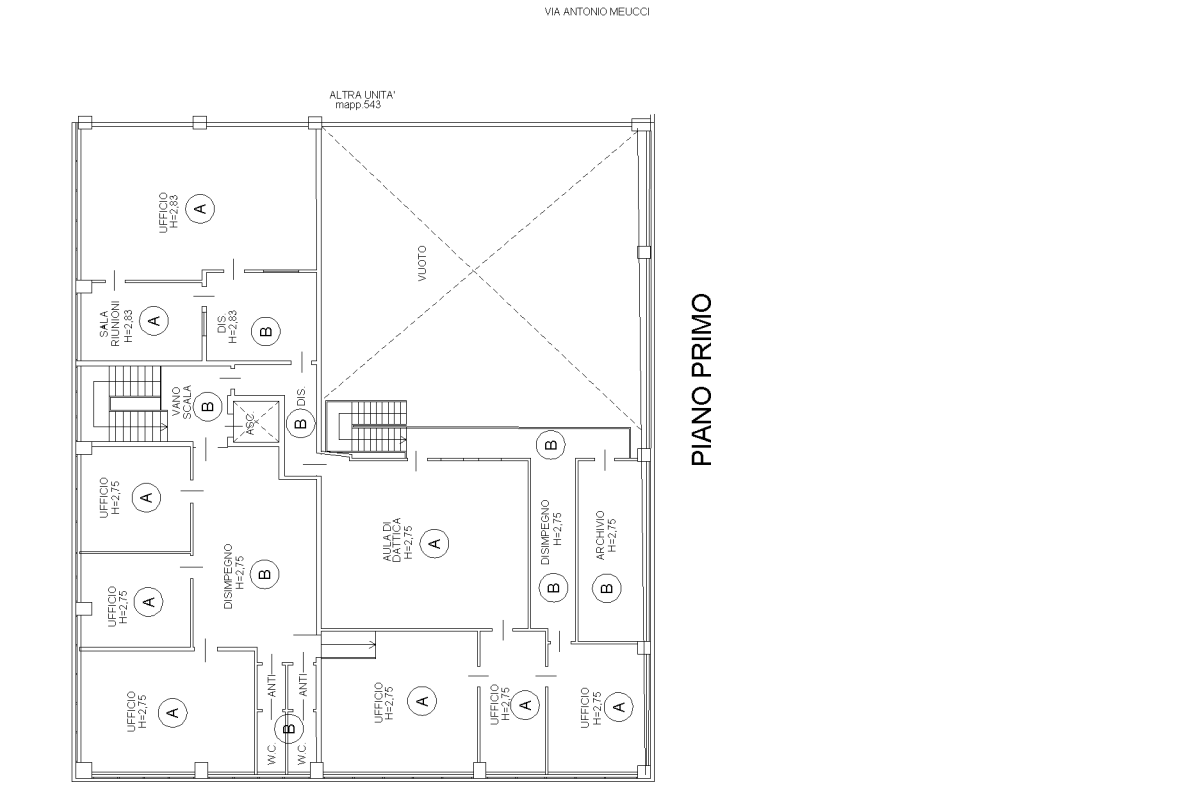 VIA ANTONIO MEUCCI
ALTRA UNITA'
mapp.543
UFFICIO
H=2,83
A
VUOTO
SALA
RIUNIONI
H=2,83
A
DIS.
H=2,83
B
PIANO PRIMO
VANO
SCALA
B
ASC.
DIS.
B
B
UFFICIO
H=2,75
A
AULA DI
DATTICA
H=2,75
A
DISIMPEGNO
H=2,75
B
ARCHIVIO
H=2,75
B
DISIMPEGNO
H=2,75
B
UFFICIO
H=2,75
A
UFFICIO
H=2,75
A
ANTI
ANTI
W.C.
W.C.
B
UFFICIO
H=2,75
A
UFFICIO
H=2,75
A
UFFICIO
H=2,75
A